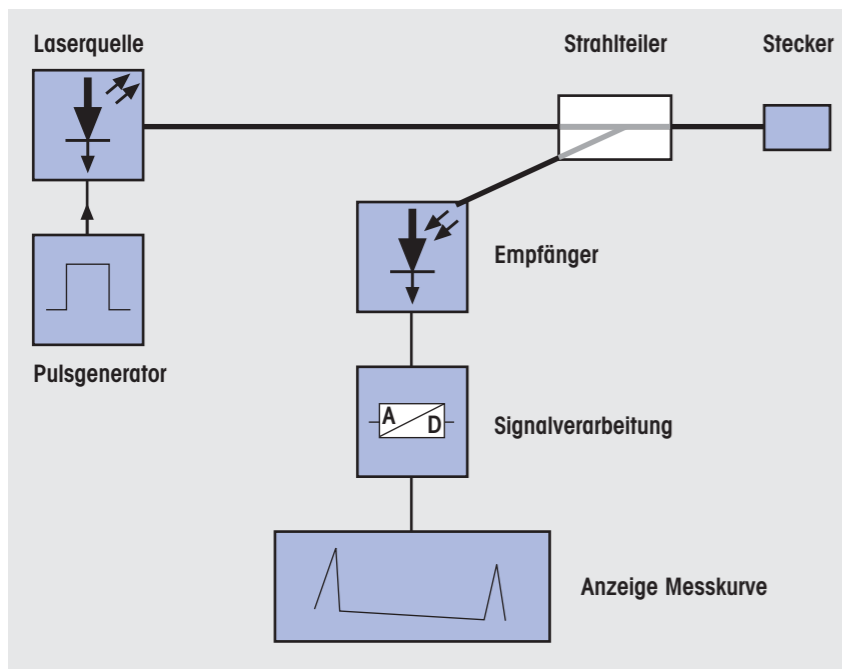 Laserquelle
Strahlteiler
Stecker
Empfänger
Pulsgenerator
A
D
Signalverarbeitung
Anzeige Messkurve